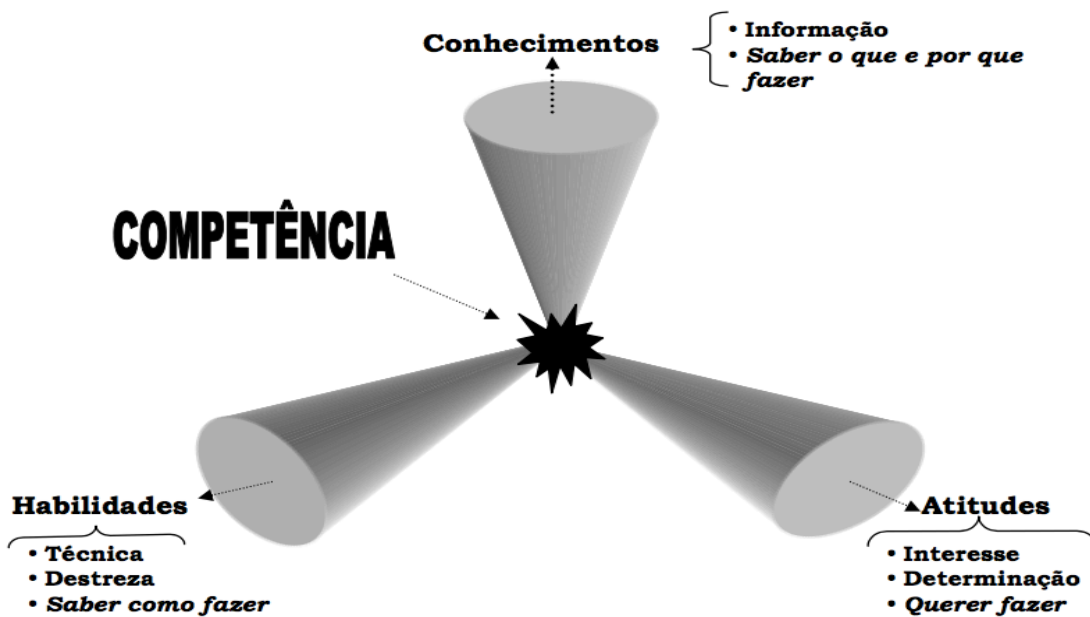 Conhecimentos
• Informação
• Saber o que e por que
fazer
COMPETÊNCIA
Habilidades
• Técnica
• Destreza
• Saber como fazer
Atitudes
• Interesse
• Determinação
• Querer fazer